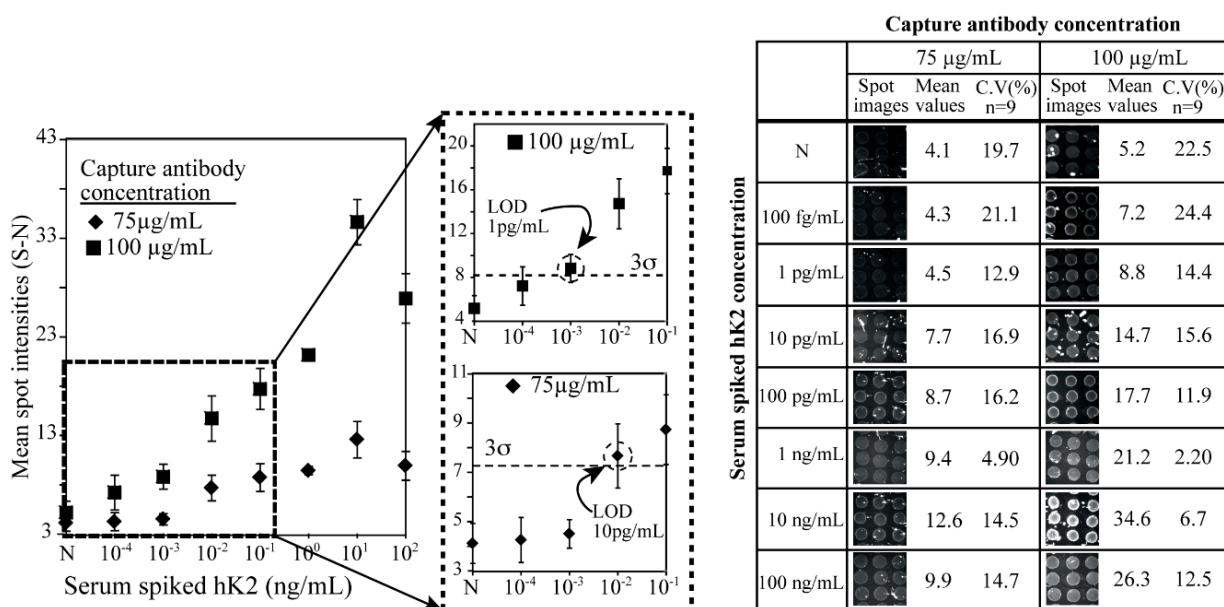 43
33
23
13
3
Mean spot intensities (S-N)
Capture antibody
concentration
75µg/mL
100 µg/mL
N 10⁻⁴ 10⁻³ 10⁻² 10⁻¹ 10⁰ 10¹ 10²
Serum spiked hK2 (ng/mL)
20
16
12
8
4
100 µg/mL
LOD
1pg/mL
3σ
N 10⁻⁴ 10⁻³ 10⁻² 10⁻¹
11
9
7
5
3
75µg/mL
3σ
LOD
10pg/mL
N 10⁻⁴ 10⁻³ 10⁻² 10⁻¹
Capture antibody concentration
Serum spiked hK2 concentration
75 µg/mL 100 µg/mL
Spot Mean C.V(%) Spot Mean C.V(%)
images values n=9 images values n=9
N 4.1 19.7 5.2 22.5
100 fg/mL 4.3 21.1 7.2 24.4
1 pg/mL 4.5 12.9 8.8 14.4
10 pg/mL 7.7 16.9 14.7 15.6
100 pg/mL 8.7 16.2 17.7 11.9
1 ng/mL 9.4 4.90 21.2 2.20
10 ng/mL 12.6 14.5 34.6 6.7
100 ng/mL 9.9 14.7 26.3 12.5